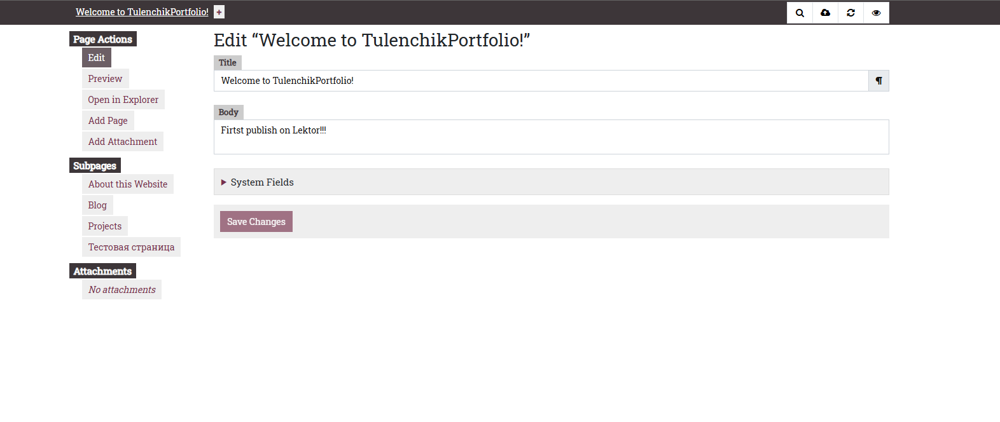 Welcome to TulenchikPortfolio! +
Page Actions
Edit
Preview
Open in Explorer
Add Page
Add Attachment
Subpages
About this Website
Blog
Projects
Тестовая страница
Attachments
No attachments
Edit “Welcome to TulenchikPortfolio!”
Title
Welcome to TulenchikPortfolio! ¶
Body
Firtst publish on Lektor!!!
System Fields
Save Changes